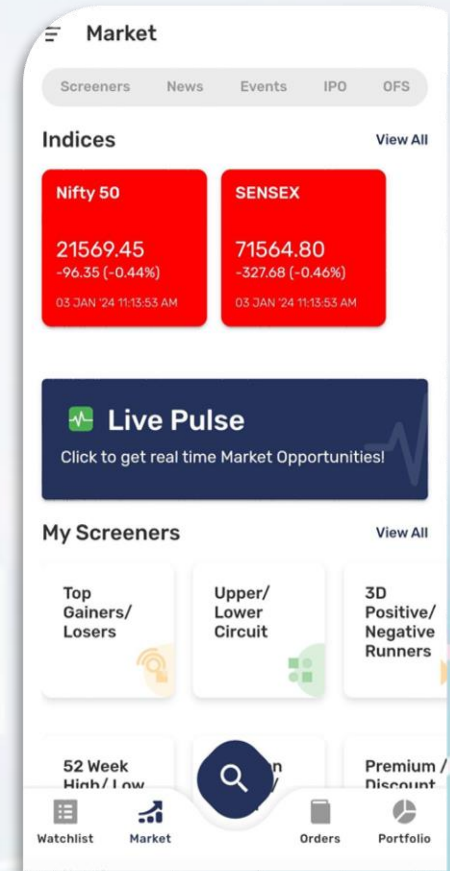 Market
Screeners News Events IPO OFS
Indices View All
Nifty 50
21569.45
-96.35 (-0.44%)
03 JAN '24 11:13:53 AM
SENSEX
71564.80
-327.68 (-0.46%)
03 JAN '24 11:13:53 AM
Live Pulse
Click to get real time Market Opportunities!
My Screeners View All
Top
Gainers/
Losers
Upper/
Lower
Circuit
3D
Positive/
Negative
Runners
52 Week
High/ Low
Premium /
Discount
Watchlist Market Orders Portfolio